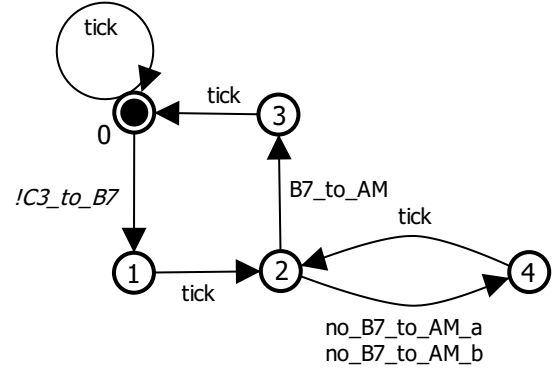 tick
tick
3
0
!C3_to_B7
B7_to_AM
tick
1
tick
2
4
no_B7_to_AM_a
no_B7_to_AM_b